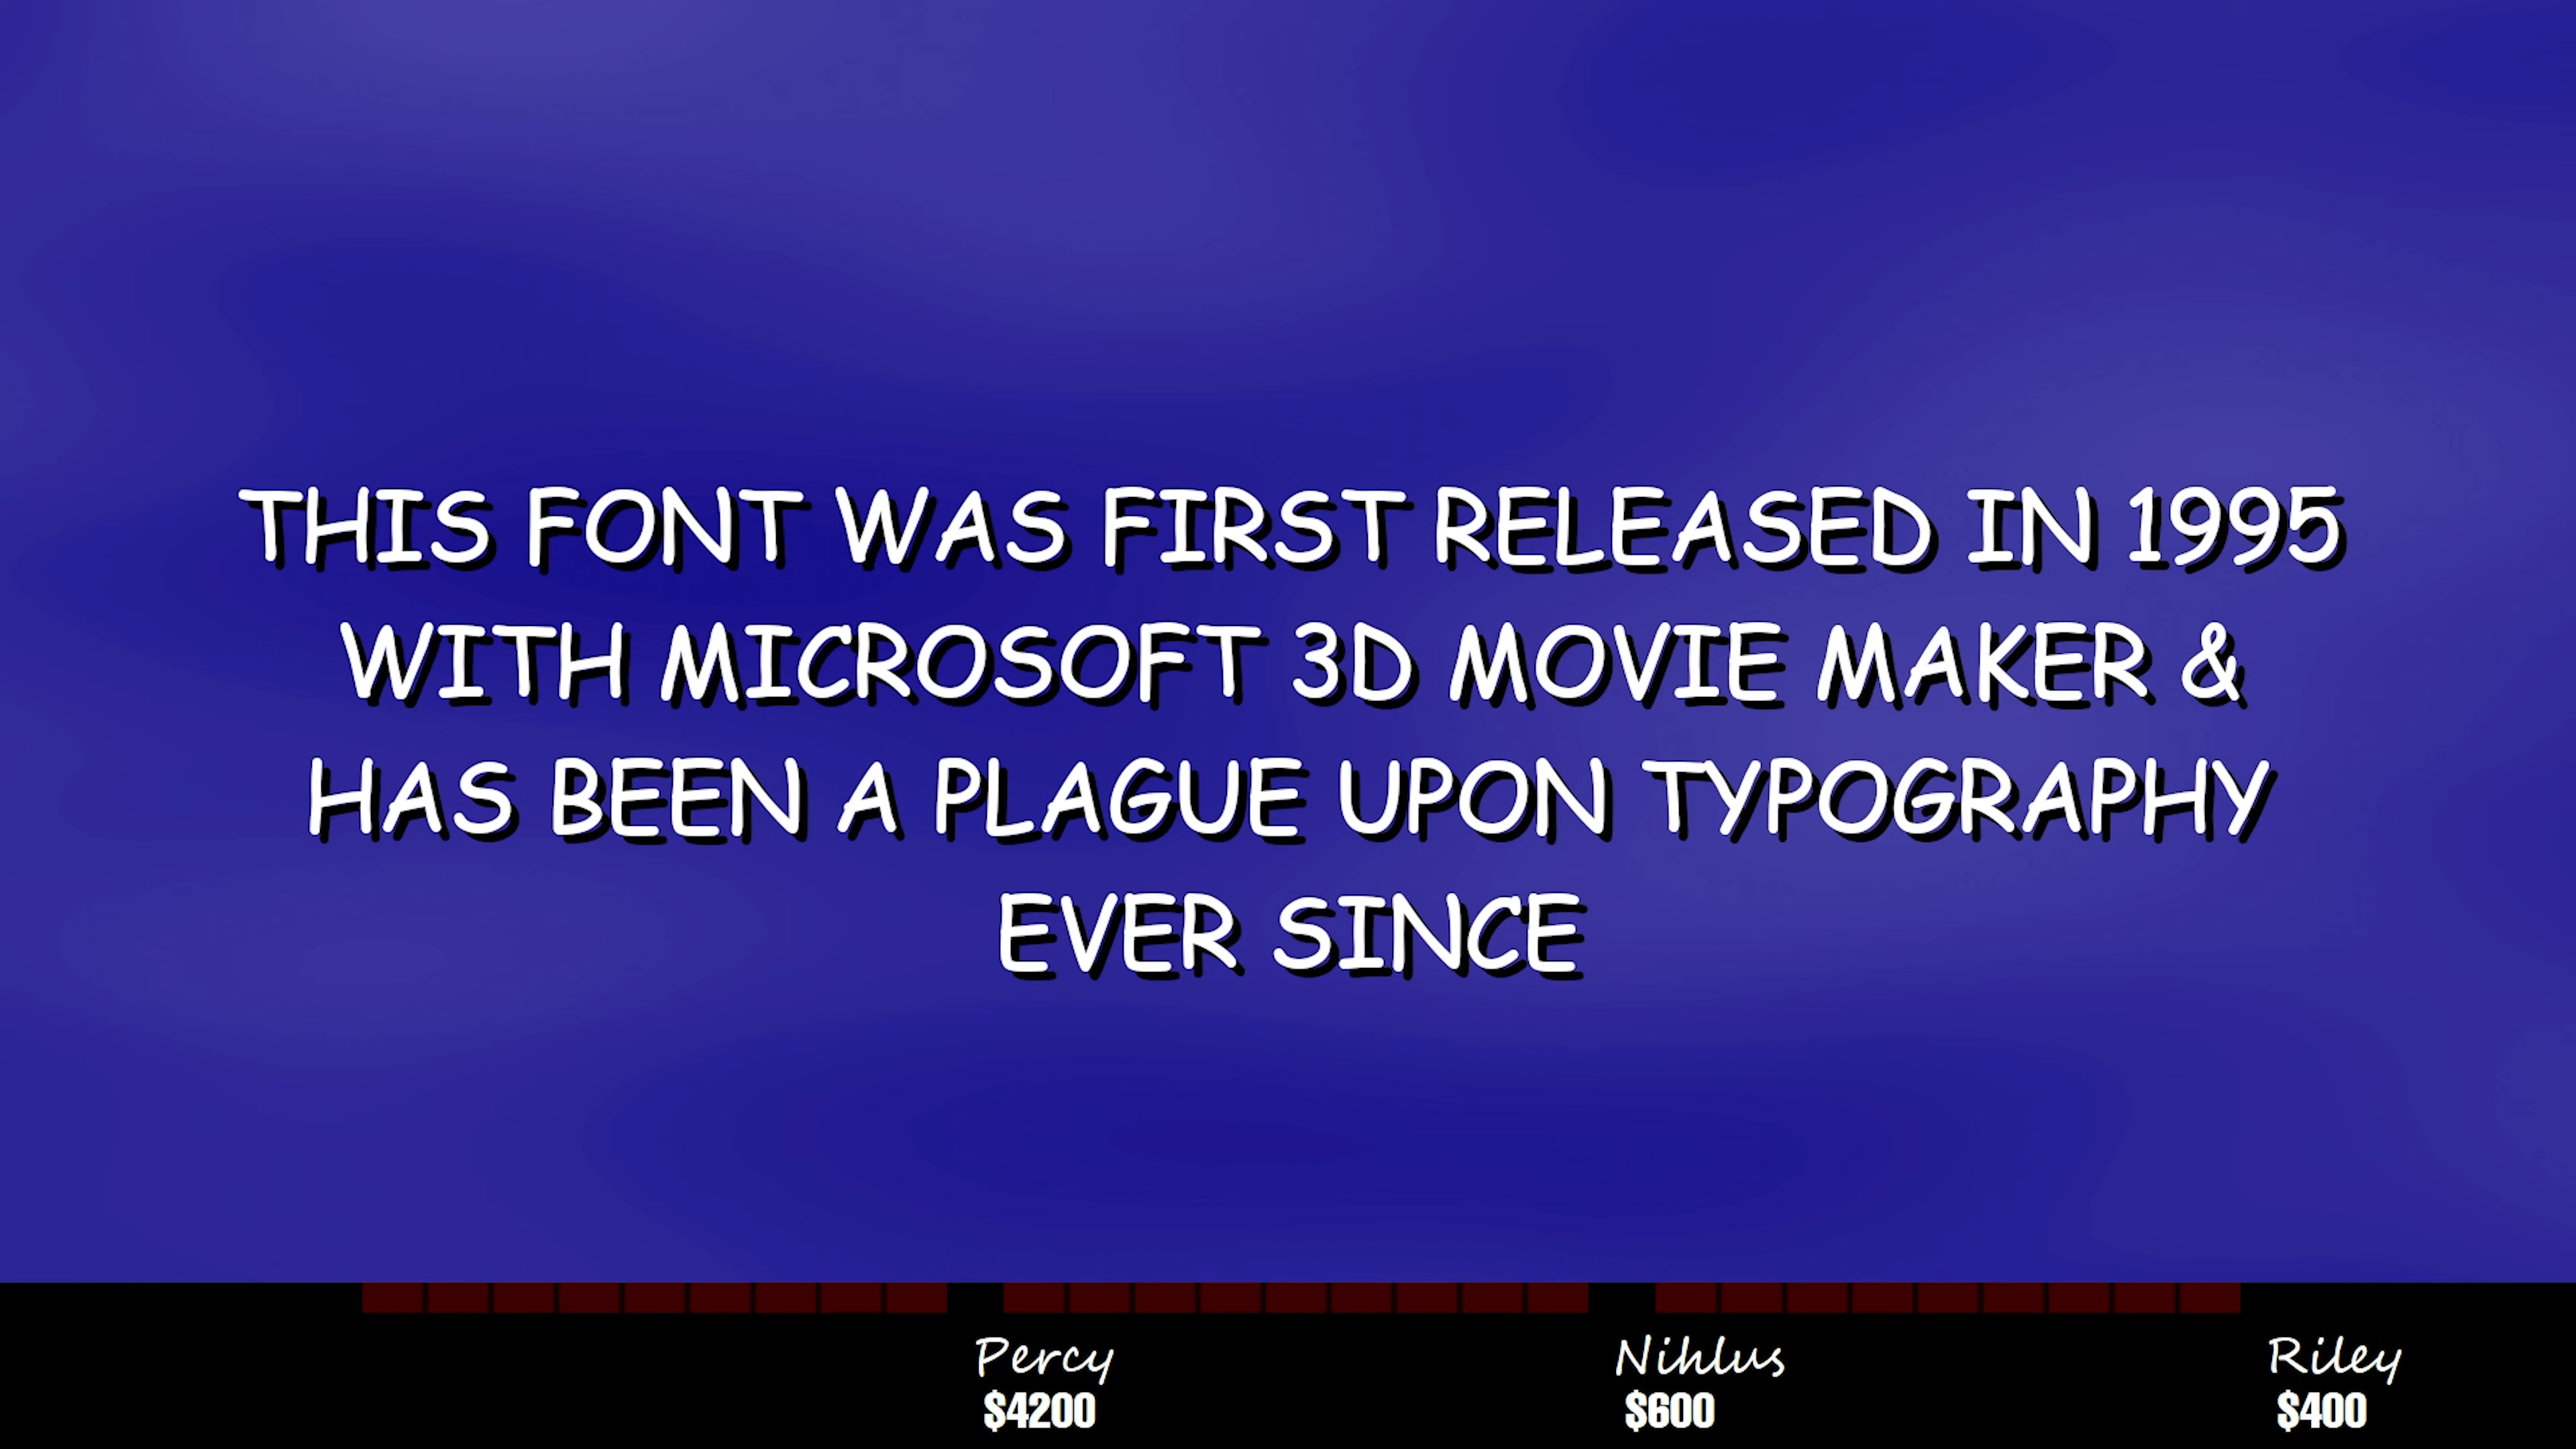 THIS FONT WAS FIRST RELEASED IN 1995
WITH MICROSOFT 3D MOVIE MAKER &
HAS BEEN A PLAGUE UPON TYPOGRAPHY
EVER SINCE
Percy
$4200
Nihlus
$600
Riley
$400